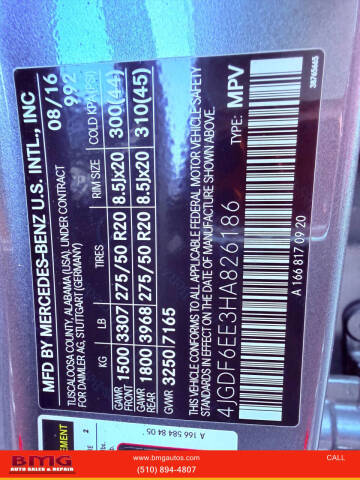 MFD BY MERCEDES-BENZ U.S. INTL., INC
TUSCALOOSA COUNTY, ALABAMA (USA), UNDER CONTRACT
FOR DAIMLER AG, STUTTGART (GERMANY)
08/16
992
KG LB TIRES RIM SIZE COLD KPA(PSI)
GAWR FRONT 1500 3307 275/50 R20 8.5Jx20 300(44)
GAWR REAR 1800 3968 275/50 R20 8.5Jx20 310(45)
GVWR 3250 7165
THIS VEHICLE CONFORMS TO ALL APPLICABLE FEDERAL MOTOR VEHICLE SAFETY
STANDARDS IN EFFECT ON THE DATE OF MANUFACTURE SHOWN ABOVE.
4JGDF6EE3HA826186
TYPE: MPV
A 166 817 09 20
38765665
A 166 584 84 05
2
BMG
AUTO SALES & REPAIR
www.bmgautos.com
(510) 894-4807
CALL